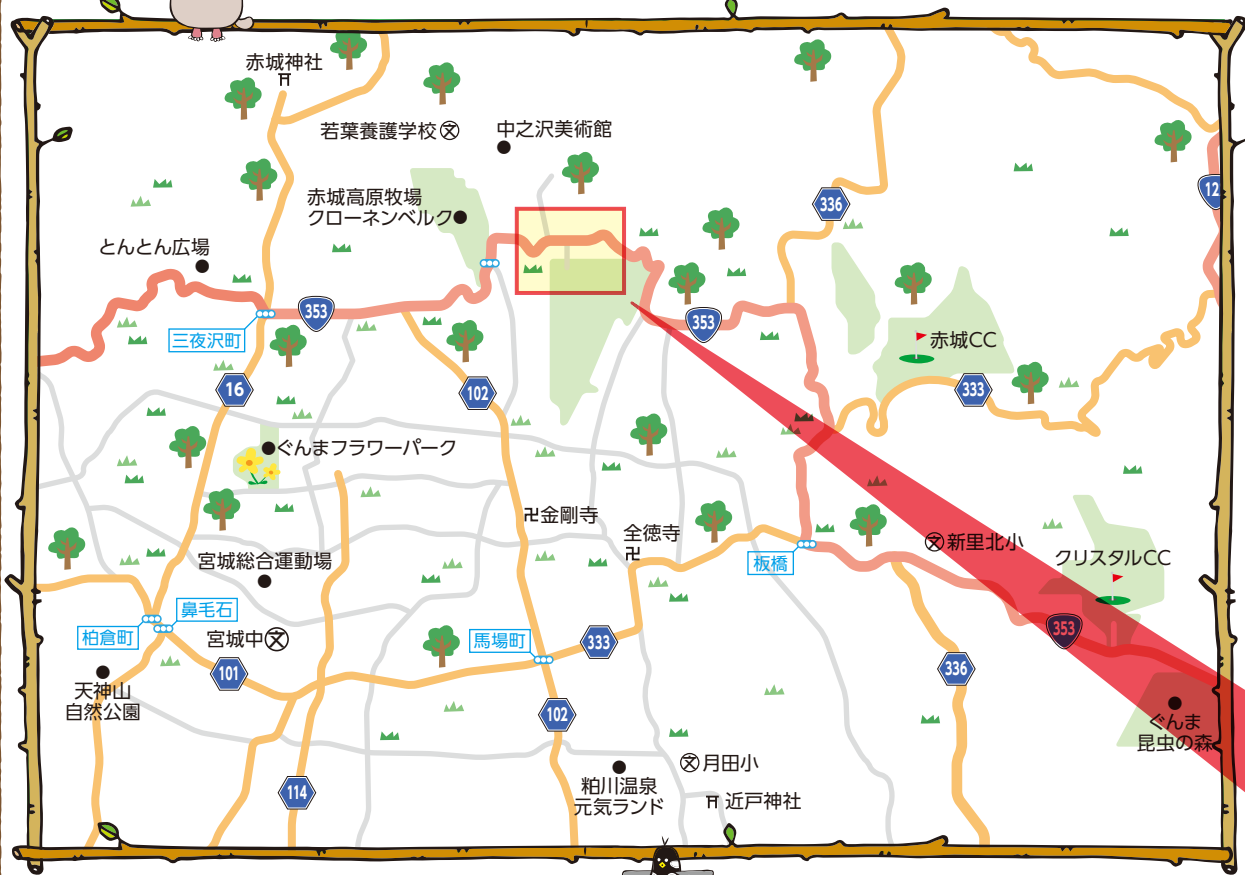 赤城神社
若葉養護学校
文
中之沢美術館
赤城高原牧場
クローネンベルク
336
12
とんとん広場
353
353
三夜沢町
赤城CC
16
102
333
ぐんまフラワーパーク
金剛寺
全徳寺
文
新里北小
板橋
クリスタルCC
宮城総合運動場
鼻毛石
柏倉町
宮城中
文
馬場町
333
353
101
336
天神山
自然公園
102
ぐんま
昆虫の森
文
月田小
粕川温泉
元気ランド
近戸神社
114